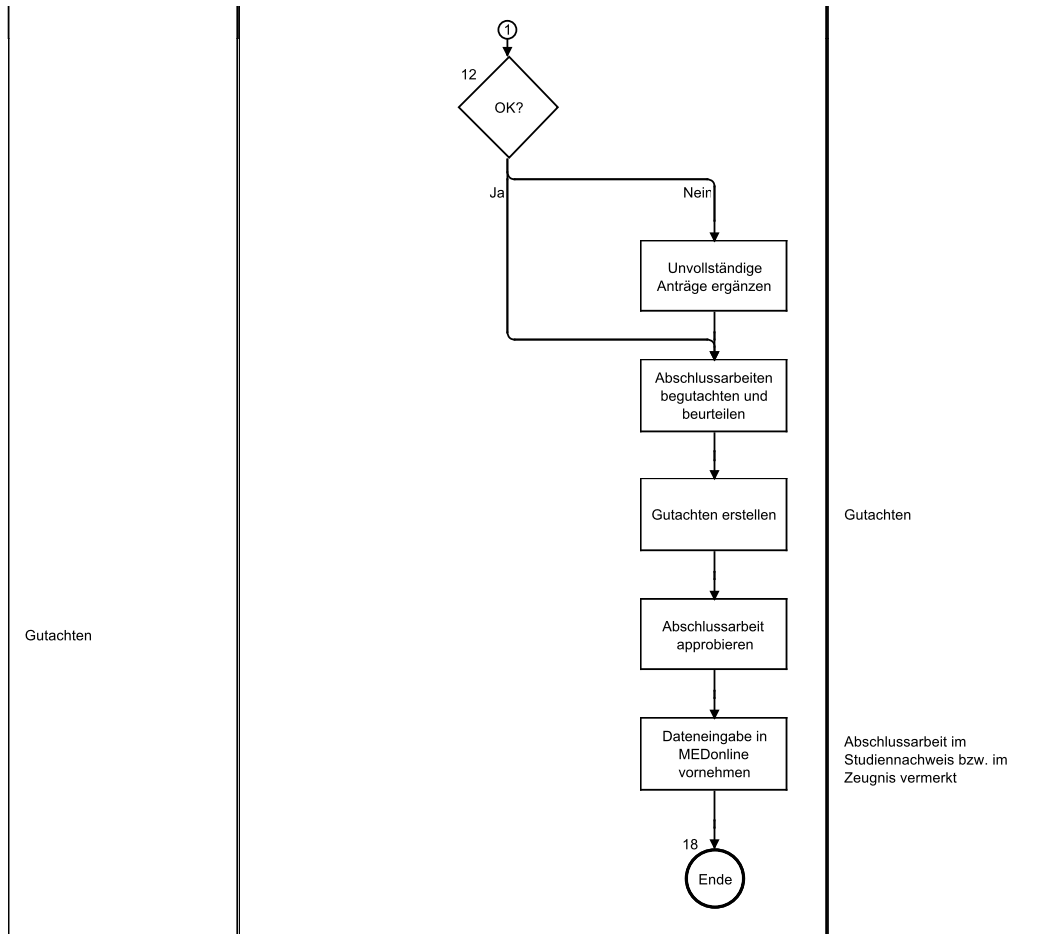 1
12
OK?
Ja
Nein
Unvollständige
Anträge ergänzen
Abschlussarbeiten
begutachten und
beurteilen
Gutachten erstellen
Gutachten
Gutachten
Abschlussarbeit
approbieren
Dateneingabe in
MEDonline
vornehmen
Abschlussarbeit im
Studiennachweis bzw. im
Zeugnis vermerkt
18
Ende